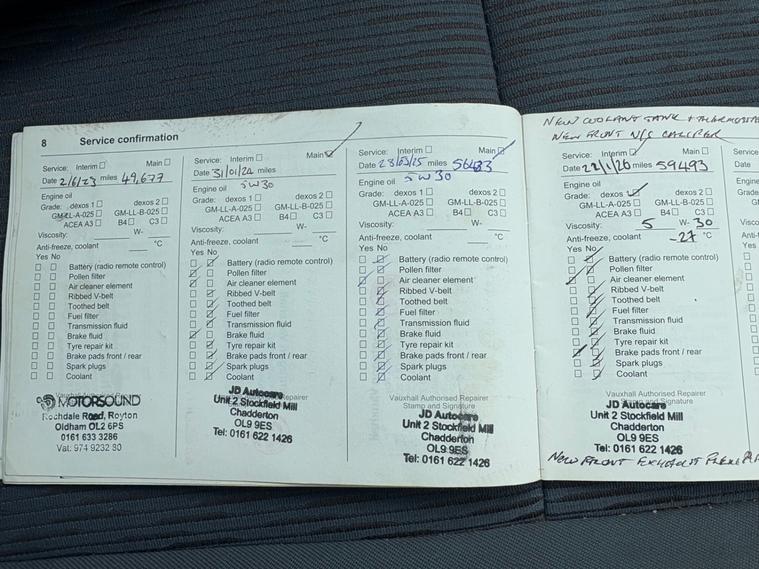 8 Service confirmation
Service: Interim Main
Date 2/6/23 miles 49,677
Engine oil
Grade: dexos 1 dexos 2
GM-LL-A-025 GM-LL-B-025
ACEA A3 B4 C3
Viscosity: W-
Anti-freeze, coolant °C
Yes No
Battery (radio remote control)
Pollen filter
Air cleaner element
Ribbed V-belt
Toothed belt
Fuel filter
Transmission fluid
Brake fluid
Tyre repair kit
Brake pads front / rear
Spark plugs
Coolant
MOTORSOUND
Rochdale Road, Royton
Oldham OL2 6PS
0161 633 3286
Vat: 974 9232 80
Service: Interim Main
Date 31/01/24 miles
Engine oil 5W30
Grade: dexos 1 dexos 2
GM-LL-A-025 GM-LL-B-025
ACEA A3 B4 C3
Viscosity: W-
Anti-freeze, coolant °C
Yes No
Battery (radio remote control)
Pollen filter
Air cleaner element
Ribbed V-belt
Toothed belt
Fuel filter
Transmission fluid
Brake fluid
Tyre repair kit
Brake pads front / rear
Spark plugs
Coolant
JD Autocare
Unit 2 Stockfield Mill
Chadderton
OL9 9ES
Tel: 0161 622 1426
Service: Interim Main
Date 28/03/25 miles
Engine oil 5W30
Grade: dexos 1 dexos 2
GM-LL-A-025 GM-LL-B-025
ACEA A3 B4 C3
Viscosity: W-
Anti-freeze, coolant °C
Yes No
Battery (radio remote control)
Pollen filter
Air cleaner element
Ribbed V-belt
Toothed belt
Fuel filter
Transmission fluid
Brake fluid
Tyre repair kit
Brake pads front / rear
Spark plugs
Coolant
Vauxhall Authorised Repairer
Stamp and Signature
JD Autocare
Unit 2 Stockfield Mill
Chadderton
OL9 9ES
Tel: 0161 622 1426
NEW COOLANT TANK +
NEW FRONT N/S CALIPER
Service: Interim Main
Date 22/1/26 miles 59493
Engine oil
Grade: dexos 1 dexos 2
GM-LL-A-025 GM-LL-B-025
ACEA A3 B4 C3
Viscosity: 5 W- 30
Anti-freeze, coolant -27 °C
Yes No
Battery (radio remote control)
Pollen filter
Air cleaner element
Ribbed V-belt
Toothed belt
Fuel filter
Transmission fluid
Brake fluid
Tyre repair kit
Brake pads front / rear
Spark plugs
Coolant
Vauxhall Authorised Repairer
Stamp and Signature
JD Autocare
Unit 2 Stockfield Mill
Chadderton
OL9 9ES
Tel: 0161 622 1426
NEW FRONT EXHAUST
Service
Date